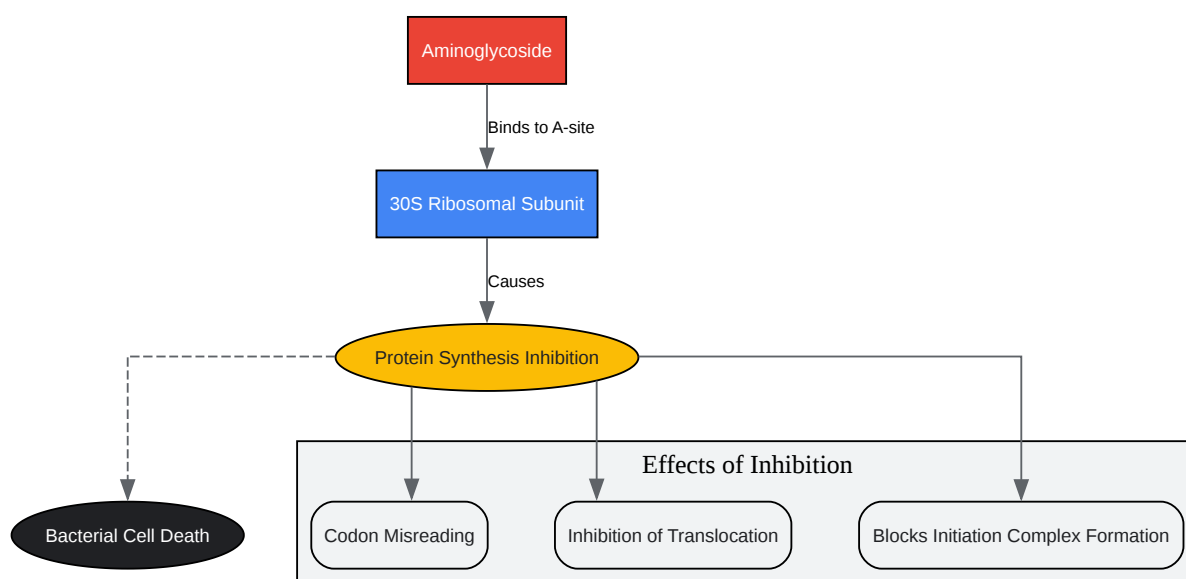 Aminoglycoside
Binds to A-site
30S Ribosomal Subunit
Causes
Protein Synthesis Inhibition
Effects of Inhibition
Bacterial Cell Death
Codon Misreading
Inhibition of Translocation
Blocks Initiation Complex Formation